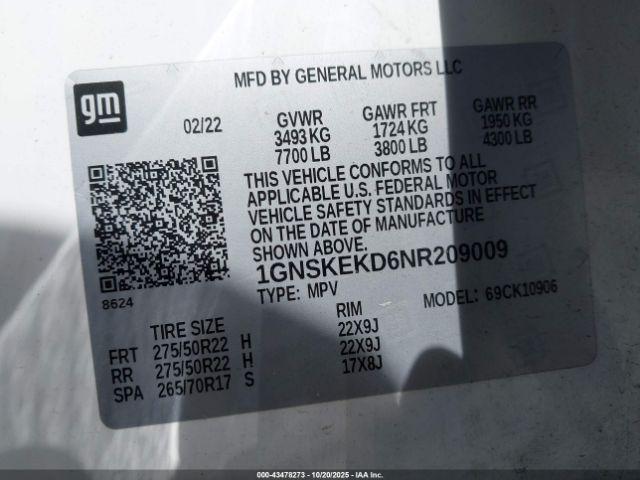 MFD BY GENERAL MOTORS LLC
gm
02/22
GVWR GAWR FRT GAWR RR
3493 KG 1724 KG 1950 KG
7700 LB 3800 LB 4300 LB
THIS VEHICLE CONFORMS TO ALL
APPLICABLE U.S. FEDERAL MOTOR
VEHICLE SAFETY STANDARDS IN EFFECT
ON THE DATE OF MANUFACTURE
SHOWN ABOVE.
1GNSKEKD6NR209009
8624
TYPE: MPV MODEL: 69CK10906
TIRE SIZE RIM
FRT 275/50R22 H 22X9J
RR 275/50R22 H 22X9J
SPA 265/70R17 S 17X8J
000-43478273 - 10/20/2025 - IAA Inc.